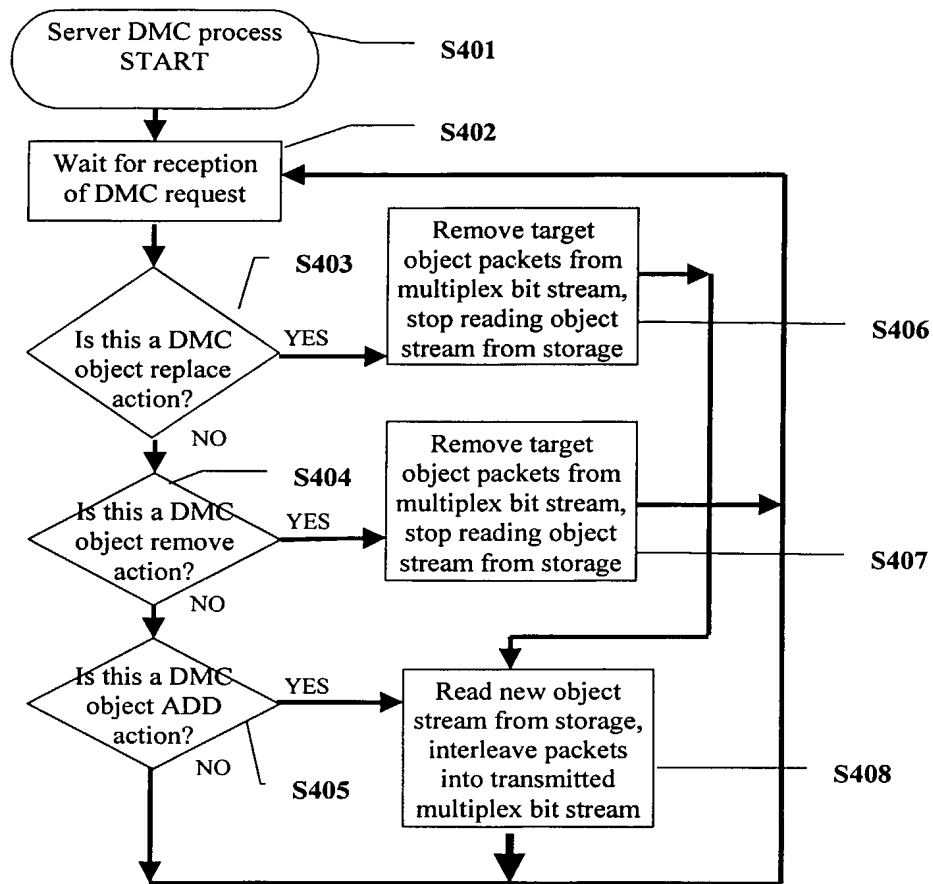 Server DMC process
START
S401
S402
Wait for reception
of DMC request
S403
Is this a DMC
object replace
action?
YES
NO
Remove target
object packets from
multiplex bit stream,
stop reading object
stream from storage
S406
S404
Is this a DMC
object remove
action?
YES
NO
Remove target
object packets from
multiplex bit stream,
stop reading object
stream from storage
S407
Is this a DMC
object ADD
action?
YES
NO
S405
Read new object
stream from storage,
interleave packets
into transmitted
multiplex bit stream
S408